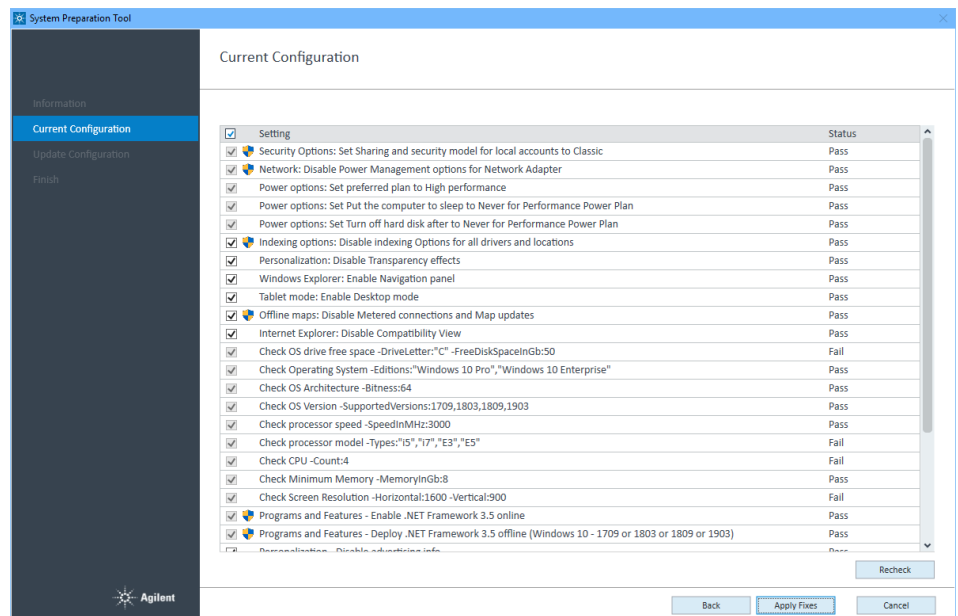 System Preparation Tool
Current Configuration
Information
Current Configuration
Update Configuration
Finish
Setting Status
Security Options: Set Sharing and security model for local accounts to Classic Pass
Network: Disable Power Management options for Network Adapter Pass
Power options: Set preferred plan to High performance Pass
Power options: Set Put the computer to sleep to Never for Performance Power Plan Pass
Power options: Set Turn off hard disk after to Never for Performance Power Plan Pass
Indexing options: Disable indexing Options for all drivers and locations Pass
Personalization: Disable Transparency effects Pass
Windows Explorer: Enable Navigation panel Pass
Tablet mode: Enable Desktop mode Pass
Offline maps: Disable Metered connections and Map updates Pass
Internet Explorer: Disable Compatibility View Pass
Check OS drive free space -DriveLetter:"C" -FreeDiskSpaceInGb:50 Fail
Check Operating System -Editions:"Windows 10 Pro","Windows 10 Enterprise" Pass
Check OS Architecture -Bitness:64 Pass
Check OS Version -SupportedVersions:1709,1803,1809,1903 Pass
Check processor speed -SpeedInMHz:3000 Pass
Check processor model -Types:"i5","i7","E3","E5" Fail
Check CPU -Count:4 Fail
Check Minimum Memory -MemoryInGb:8 Pass
Check Screen Resolution -Horizontal:1600 -Vertical:900 Fail
Programs and Features - Enable .NET Framework 3.5 online Pass
Programs and Features - Deploy .NET Framework 3.5 offline (Windows 10 - 1709 or 1803 or 1809 or 1903) Pass
Personalization - Disable advertising info Pass
Recheck
Agilent
Back Apply Fixes Cancel